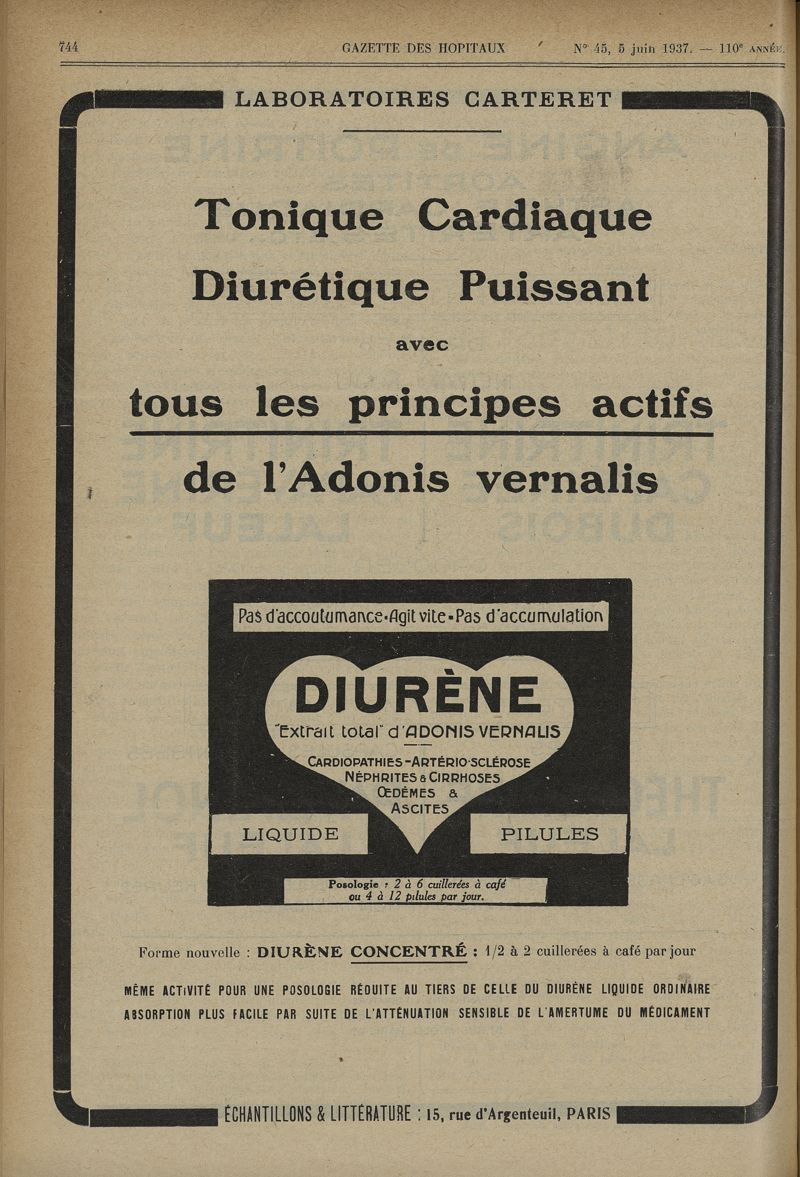 744 GAZETTE DES HOPITAUX N° 45, 5 juin 1937. — 110e ANNÉE.
LABORATOIRES CARTERET
Tonique Cardiaque
Diurétique Puissant
avec
tous les principes actifs
de l'Adonis vernalis
Pas d'accoutumance•Agit vite•Pas d'accumulation
DIURÈNE
"Extrait total" d'ADONIS VERNALIS
CARDIOPATHIES-ARTÉRIO-SCLÉROSE
NÉPHRITES & CIRRHOSES
ŒDÈMES &
ASCITES
LIQUIDE PILULES
Posologie : 2 à 6 cuillerées à café
ou 4 à 12 pilules par jour.
Forme nouvelle : DIURÈNE CONCENTRÉ : 1/2 à 2 cuillerées à café par jour
MÊME ACTIVITÉ POUR UNE POSOLOGIE RÉDUITE AU TIERS DE CELLE DU DIURÈNE LIQUIDE ORDINAIRE
ABSORPTION PLUS FACILE PAR SUITE DE L'ATTÉNUATION SENSIBLE DE L'AMERTUME DU MÉDICAMENT
ÉCHANTILLONS & LITTÉRATURE : 15, rue d'Argenteuil, PARIS